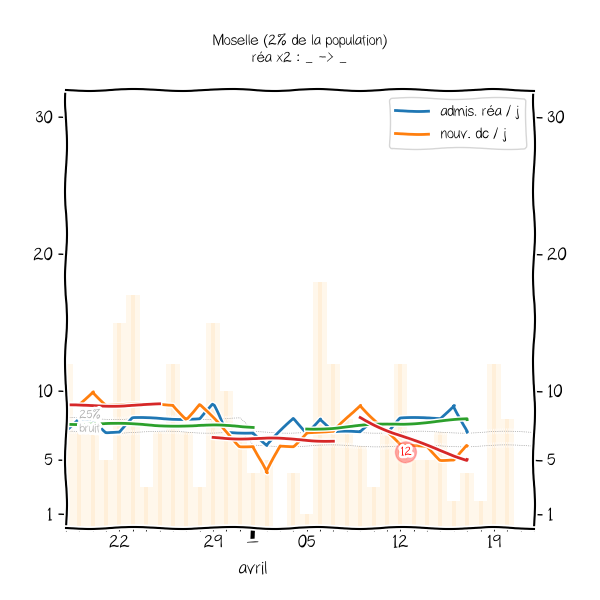 Moselle (2% de la population)
réa x2 : _ -> _
admis. réa / j
nouv. dc / j
30
30
20
20
10
10
25%
bruit
12
5
5
1
1
22
29
05
12
19
avril